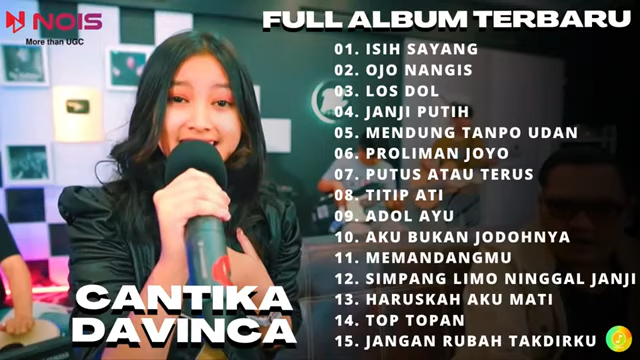 NOIS
More than UGC
FULL ALBUM TERBARU
01. ISIH SAYANG
02. OJO NANGIS
03. LOS DOL
04. JANJI PUTIH
05. MENDUNG TANPO UDAN
06. PROLIMAN JOYO
07. PUTUS ATAU TERUS
08. TITIP ATI
09. ADOL AYU
10. AKU BUKAN JODOHNYA
11. MEMANDANGMU
12. SIMPANG LIMO NINGGAL JANJI
13. HARUSKAH AKU MATI
14. TOP TOPAN
15. JANGAN RUBAH TAKDIRKU
CANTIKA
DAVINCA